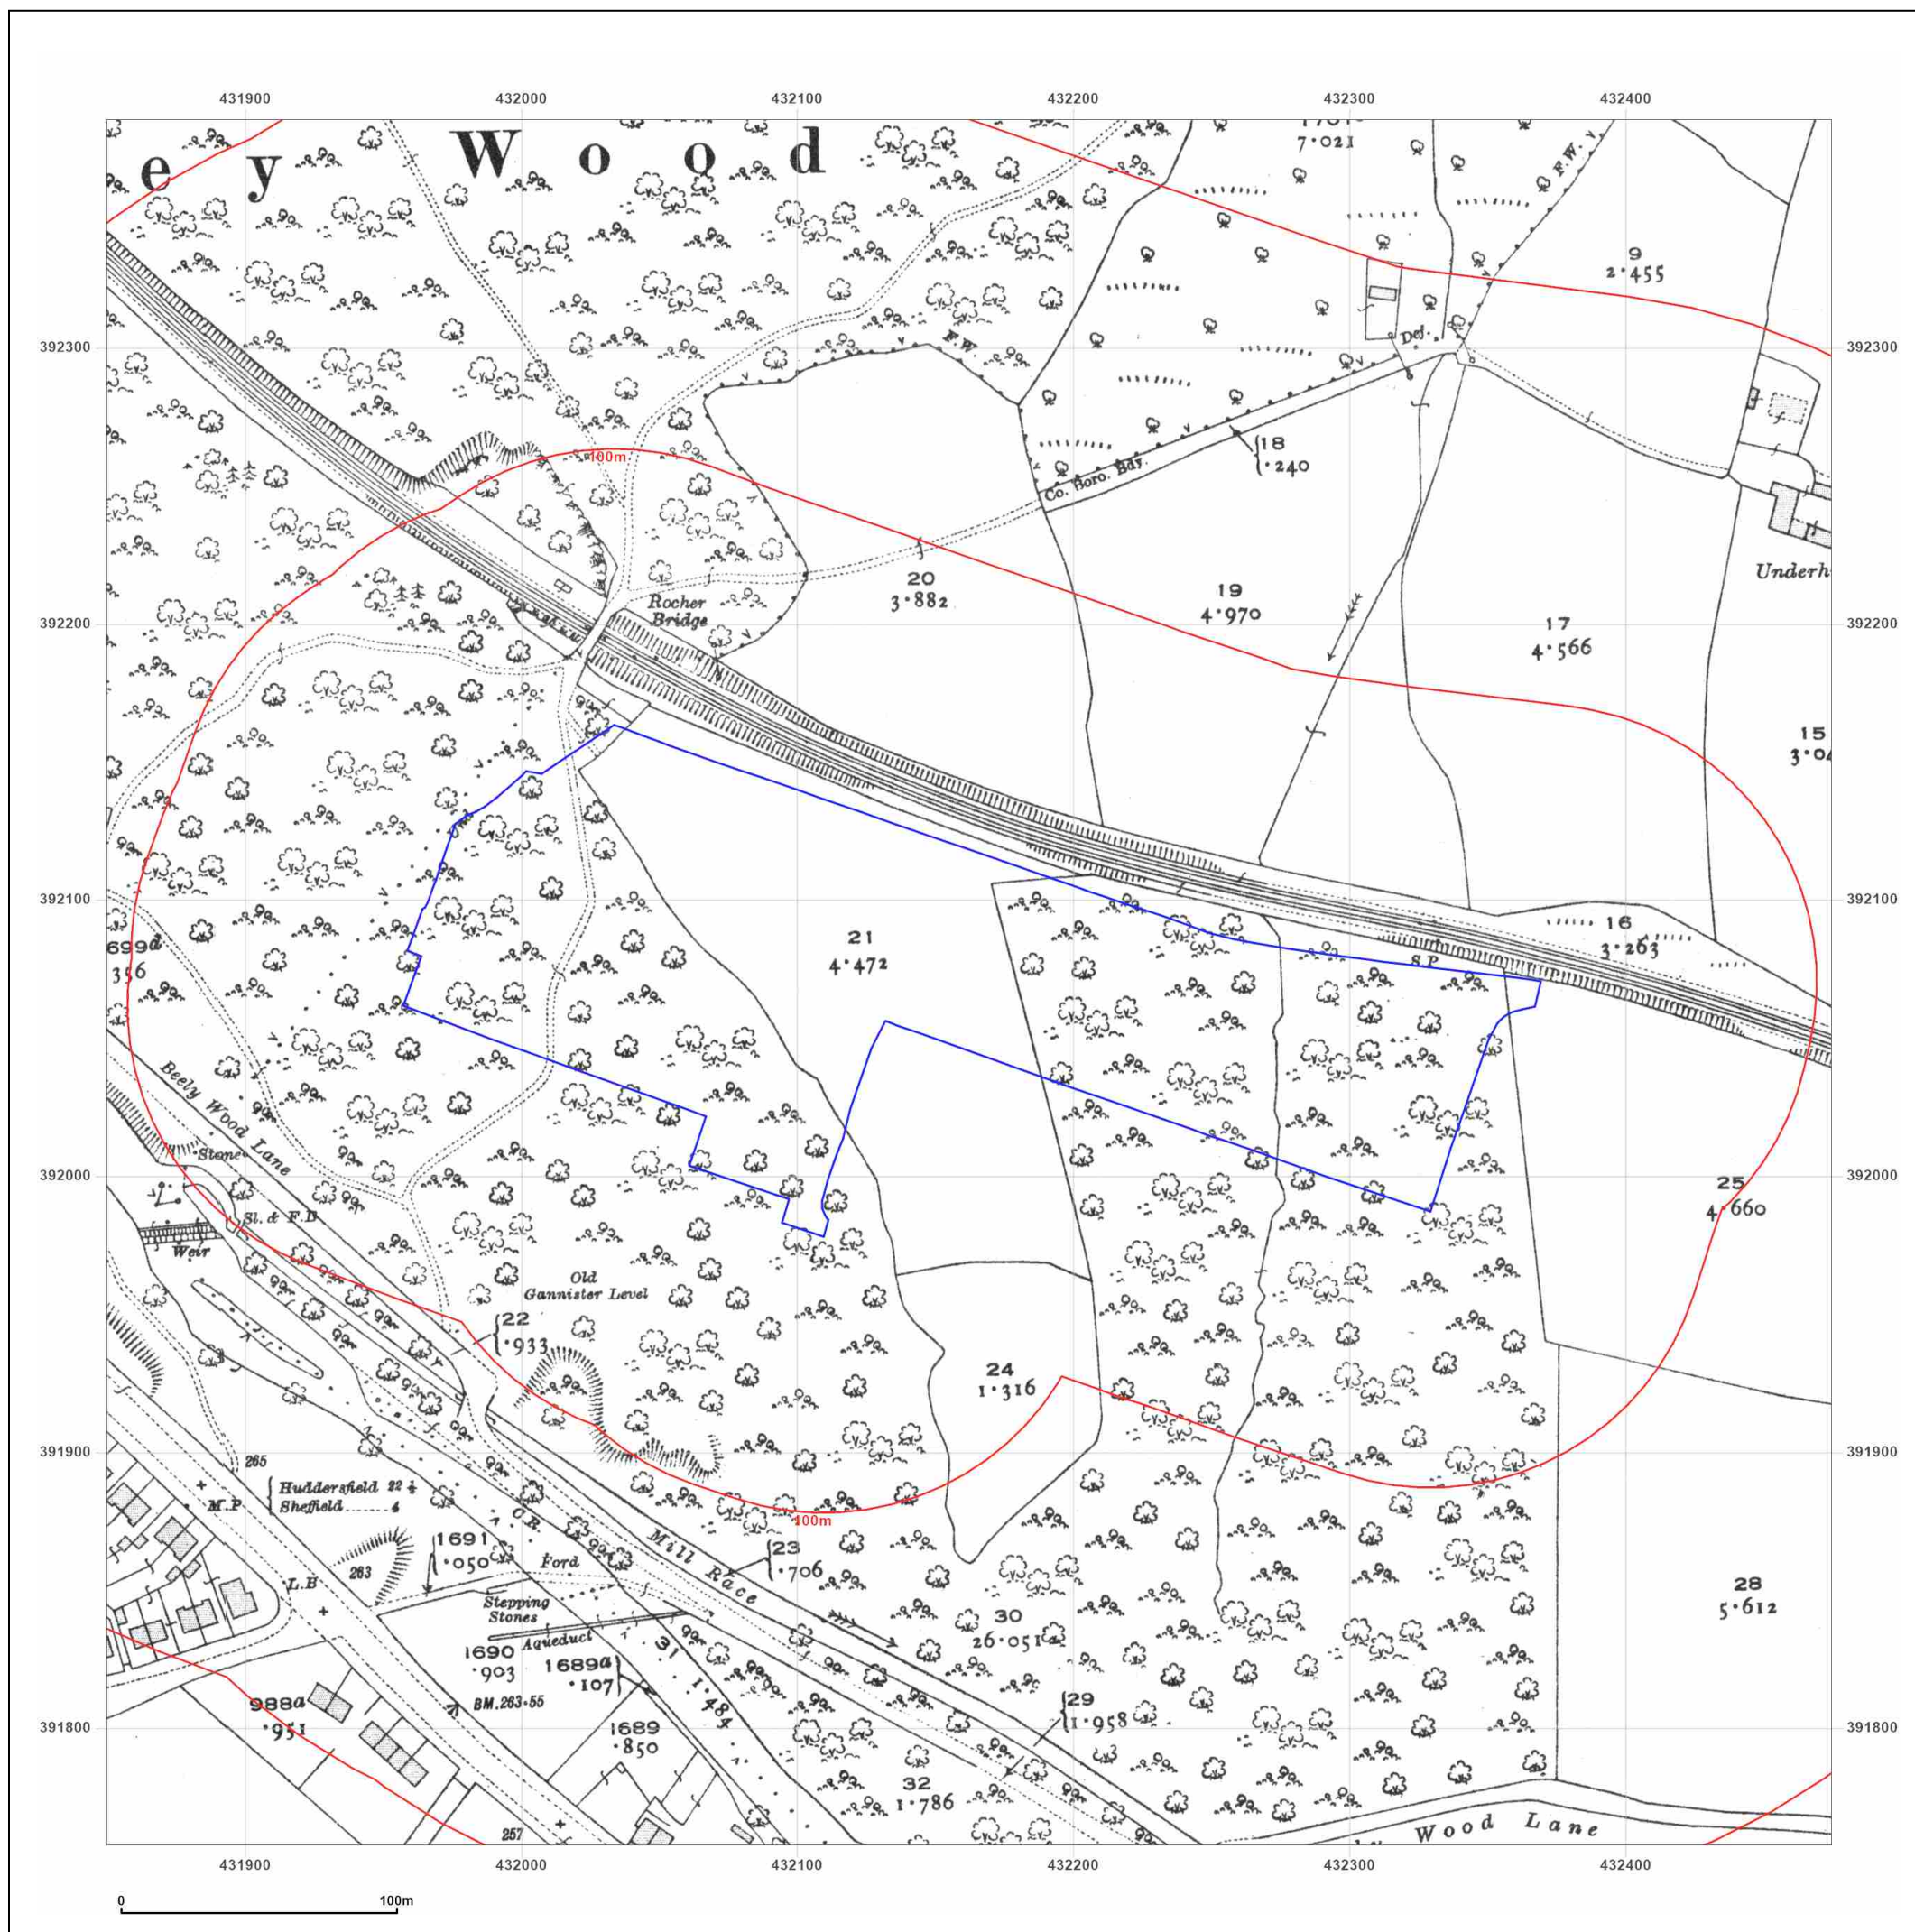 431900 432000 432100 432200 432300 432400
e y W o o d
7·021
F.W.
9
2·455
392300 392300
F.W.
Def.
18
·240
Co. Boro. Bdy.
100m
Underh
Rocher
Bridge
20
3·882
19
4·970
17
4·566
392200 392200
15
3·04
392100 392100
16
3·263
21
4·472
S.P
699a
356
Beely Wood Lane
Stone
392000 392000
25
4·660
Sl. & F.B
Weir
Old
Gannister Level
22
·933
24
1·316
391900 391900
265
M.P
Huddersfield 22½
Sheffield 4
C.R.
100m
1691
·050
Ford
Mill Race
23
·706
263
L.B
Stepping
Stones
Aqueduct
30
26·051
28
5·612
1690
·903
1689a
·107
31 1·484
988a
·951
BM.263·55
1689
·850
29
1·958
391800 391800
32
1·786
257
Wood Lane
431900 432000 432100 432200 432300 432400
0 100m